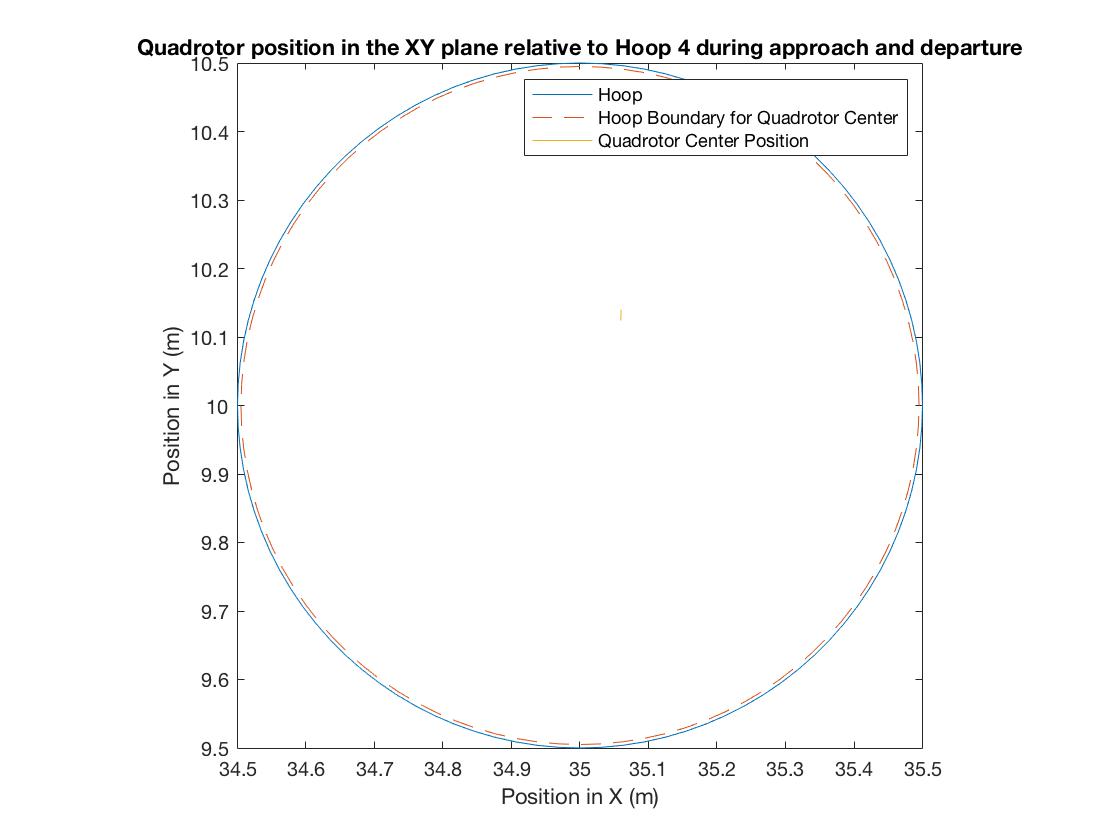 Quadrotor position in the XY plane relative to Hoop 4 during approach and departure
Hoop
Hoop Boundary for Quadrotor Center
Quadrotor Center Position
10.5
10.4
10.3
10.2
10.1
10
9.9
9.8
9.7
9.6
9.5
Position in Y (m)
34.5 34.6 34.7 34.8 34.9 35 35.1 35.2 35.3 35.4 35.5
Position in X (m)